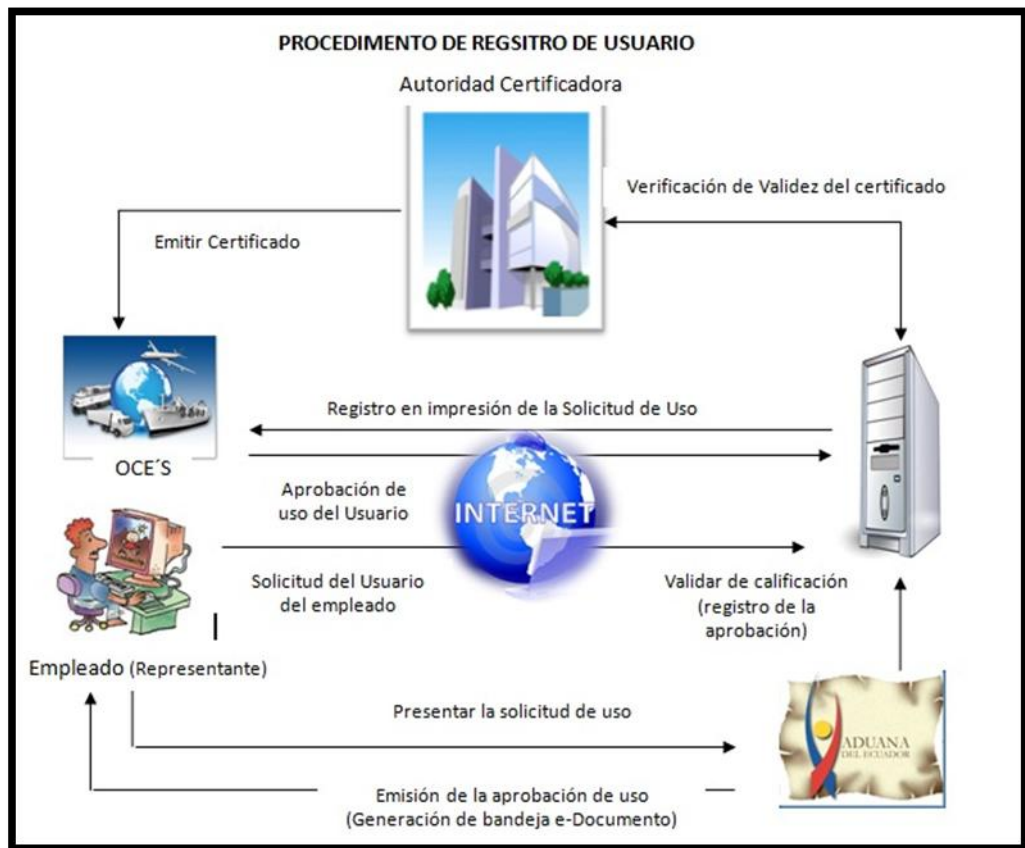 PROCEDIMENTO DE REGSITRO DE USUARIO
Autoridad Certificadora
Verificación de Validez del certificado
Emitir Certificado
Registro en impresión de la Solicitud de Uso
OCE´S
Aprobación de
uso del Usuario
INTERNET
Solicitud del Usuario
del empleado
Validar de calificación
(registro de la
aprobación)
Empleado (Representante)
Presentar la solicitud de uso
ADUANA
DEL ECUADOR
Emisión de la aprobación de uso
(Generación de bandeja e-Documento)